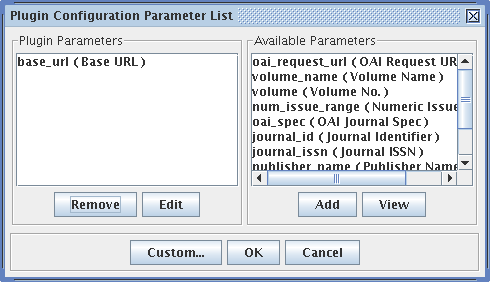 Plugin Configuration Parameter List
Plugin Parameters
base_url ( Base URL )
Remove
Edit
Available Parameters
oai_request_url ( OAI Request UR
volume_name ( Volume Name )
volume ( Volume No. )
num_issue_range ( Numeric Issue
oai_spec ( OAI Journal Spec )
journal_id ( Journal Identifier )
journal_issn ( Journal ISSN )
publisher_name ( Publisher Name
Add
View
Custom...
OK
Cancel